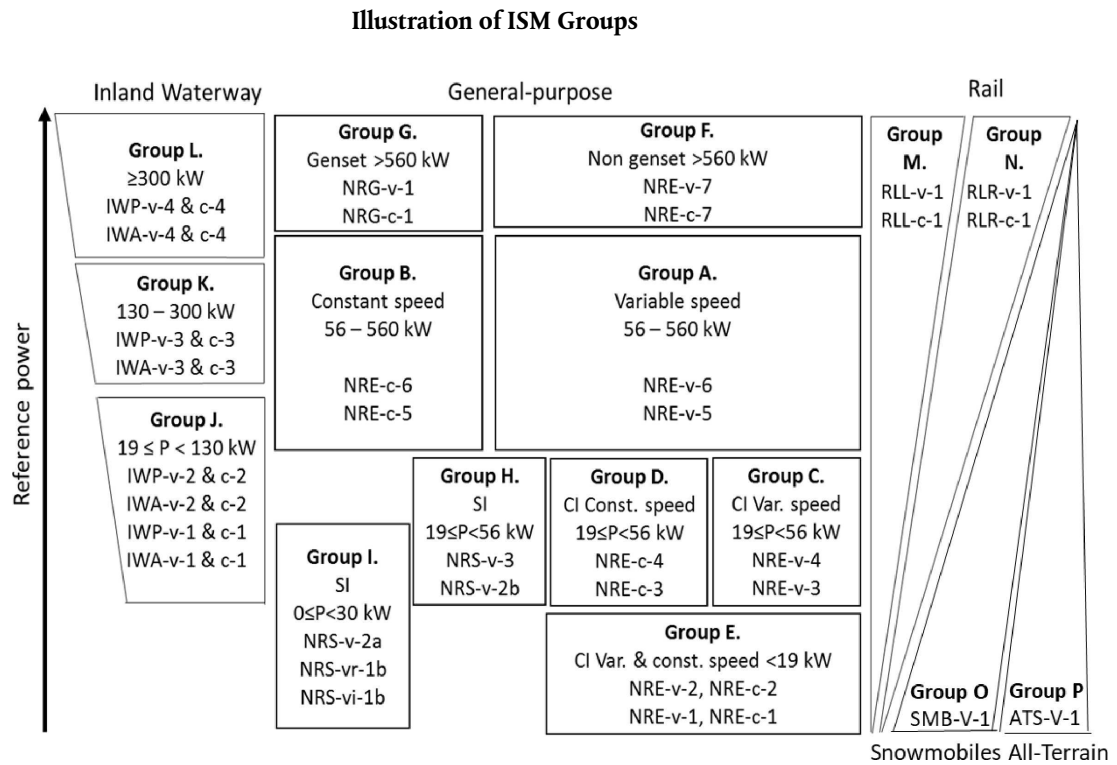 Illustration of ISM Groups
Inland Waterway
General-purpose
Rail
Reference power
Group L.
≥300 kW
IWP-v-4 & c-4
IWA-v-4 & c-4
Group K.
130 – 300 kW
IWP-v-3 & c-3
IWA-v-3 & c-3
Group J.
19 ≤ P < 130 kW
IWP-v-2 & c-2
IWA-v-2 & c-2
IWP-v-1 & c-1
IWA-v-1 & c-1
Group G.
Genset >560 kW
NRG-v-1
NRG-c-1
Group F.
Non genset >560 kW
NRE-v-7
NRE-c-7
Group B.
Constant speed
56 – 560 kW
NRE-c-6
NRE-c-5
Group A.
Variable speed
56 – 560 kW
NRE-v-6
NRE-v-5
Group H.
SI
19≤P<56 kW
NRS-v-3
NRS-v-2b
Group D.
CI Const. speed
19≤P<56 kW
NRE-c-4
NRE-c-3
Group C.
CI Var. speed
19≤P<56 kW
NRE-v-4
NRE-v-3
Group I.
SI
0≤P<30 kW
NRS-v-2a
NRS-vr-1b
NRS-vi-1b
Group E.
CI Var. & const. speed <19 kW
NRE-v-2, NRE-c-2
NRE-v-1, NRE-c-1
Group
M.
RLL-v-1
RLL-c-1
Group
N.
RLR-v-1
RLR-c-1
Group O
SMB-V-1
Group P
ATS-V-1
Snowmobiles
All-Terrain